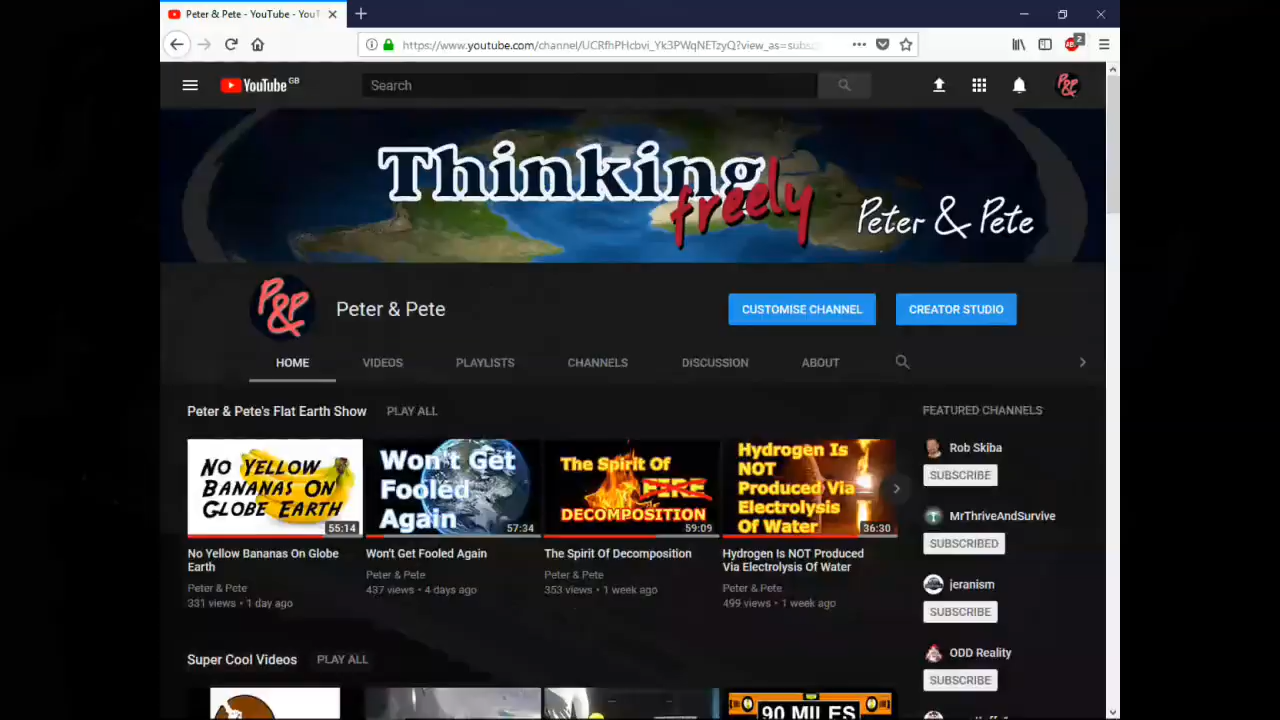 Peter & Pete - YouTube - YouT
https://www.youtube.com/channel/UCRfhPHcbvi_Yk3PWqNETzyQ?view_as=subs
2
YouTube GB
Search
P&P
Thinking
freely
Peter & Pete
P&P
Peter & Pete
CUSTOMISE CHANNEL
CREATOR STUDIO
HOME
VIDEOS
PLAYLISTS
CHANNELS
DISCUSSION
ABOUT
Peter & Pete's Flat Earth Show
PLAY ALL
No Yellow
Bananas On
Globe Earth
55:14
No Yellow Bananas On Globe
Earth
Peter & Pete
331 views • 1 day ago
Won't Get
Fooled
Again
57:34
Won't Get Fooled Again
Peter & Pete
437 views • 4 days ago
The Spirit Of
FIRE
DECOMPOSITION
59:09
The Spirit Of Decomposition
Peter & Pete
353 views • 1 week ago
Hydrogen Is
NOT
Produced Via
Electrolysis
Of Water
36:30
Hydrogen Is NOT Produced
Via Electrolysis Of Water
Peter & Pete
499 views • 1 week ago
FEATURED CHANNELS
Rob Skiba
SUBSCRIBE
MrThriveAndSurvive
SUBSCRIBED
jeranism
SUBSCRIBE
ODD Reality
SUBSCRIBE
Super Cool Videos
PLAY ALL
90 MILES